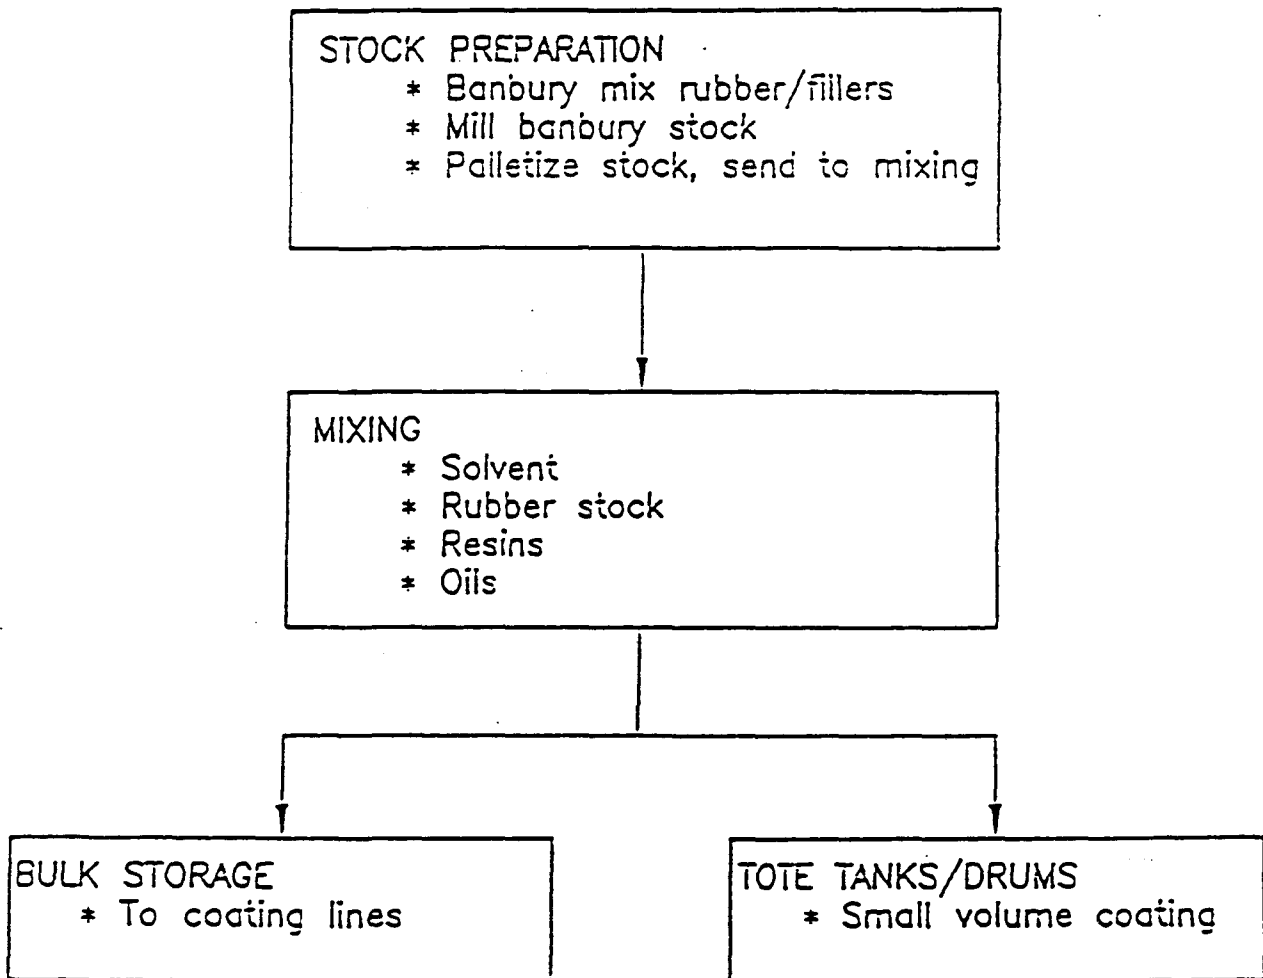 STOCK PREPARATION
* Banbury mix rubber/fillers
* Mill banbury stock
* Palletize stock, send to mixing
MIXING
* Solvent
* Rubber stock
* Resins
* Oils
BULK STORAGE
* To coating lines
TOTE TANKS/DRUMS
* Small volume coating